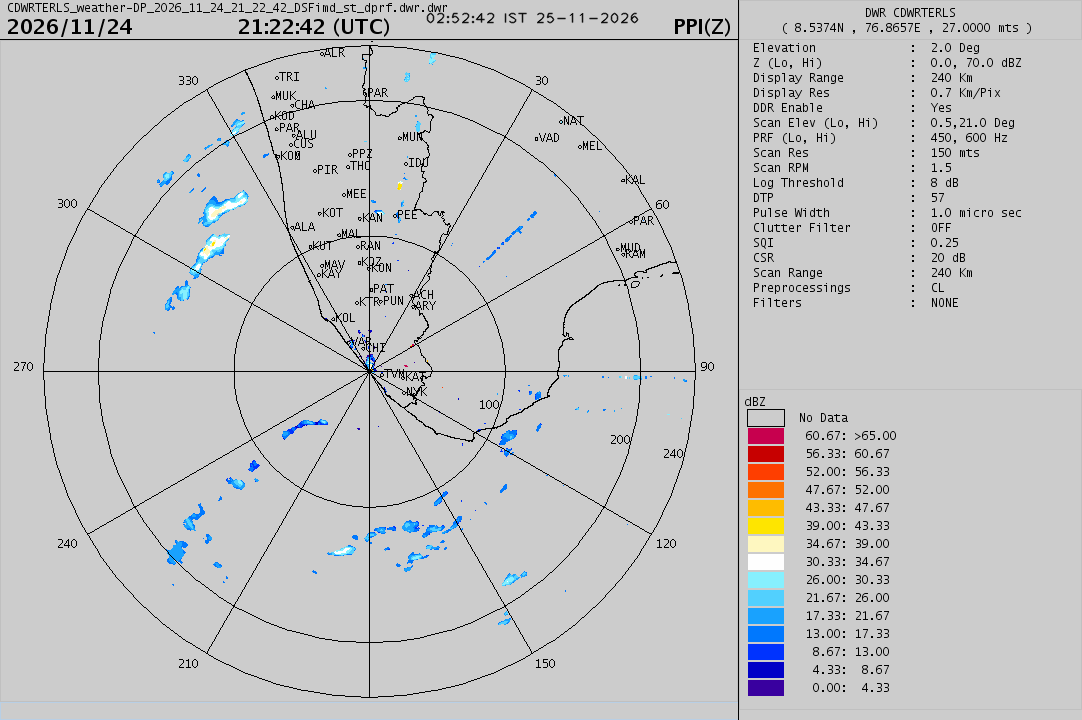 CDWRTERLS_weather-DP_2026_11_24_21_22_42_DSFimd_st_dprf.dwr.dwr
2026/11/24
21:22:42 (UTC)
02:52:42 IST 25-11-2026
PPI(Z)
DWR CDWRTERLS
( 8.5374N , 76.8657E , 27.0000 mts )
Elevation : 2.0 Deg
Z (Lo, Hi) : 0.0, 70.0 dBZ
Display Range : 240 Km
Display Res : 0.7 Km/Pix
DDR Enable : Yes
Scan Elev (Lo, Hi) : 0.5,21.0 Deg
PRF (Lo, Hi) : 450, 600 Hz
Scan Res : 150 mts
Scan RPM : 1.5
Log Threshold : 8 dB
DTP : 57
Pulse Width : 1.0 micro sec
Clutter Filter : OFF
SQI : 0.25
CSR : 20 dB
Scan Range : 240 Km
Preprocessings : CL
Filters : NONE
dBZ
No Data
60.67: >65.00
56.33: 60.67
52.00: 56.33
47.67: 52.00
43.33: 47.67
39.00: 43.33
34.67: 39.00
30.33: 34.67
26.00: 30.33
21.67: 26.00
17.33: 21.67
13.00: 17.33
8.67: 13.00
4.33: 8.67
0.00: 4.33
330
30
300
60
270
90
240
120
210
150
100
200
240
ALR
TRI
MUK
CHA
PAR
KOD
PAR
ALU
CUS
MUN
NAT
VAD
MEL
PPZ
THO
IDU
PIR
KAL
MEE
KOT
KAN
PEE
PAR
ALA
MAL
KUT
RAN
MUD
RAM
MAV
KOZ
KON
KAY
PAT
KTR
PUN
ACH
ARY
KOL
VAR
CHI
TVM
KAT
NYK